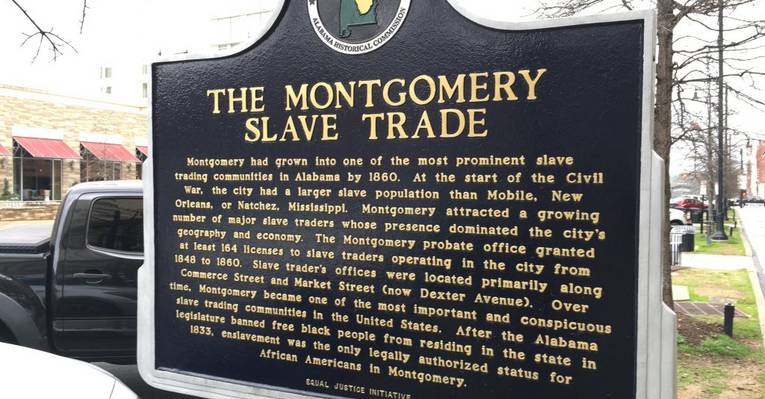 ALABAMA HISTORICAL COMMISSION
THE MONTGOMERY
SLAVE TRADE
Montgomery had grown into one of the most prominent slave
trading communities in Alabama by 1860. At the start of the Civil
War, the city had a larger slave population than Mobile, New
Orleans, or Natchez, Mississippi. Montgomery attracted a growing
number of major slave traders whose presence dominated the city's
geography and economy. The Montgomery probate office granted
at least 164 licenses to slave traders operating in the city from
1848 to 1860. Slave trader's offices were located primarily along
Commerce Street and Market Street (now Dexter Avenue). Over
time, Montgomery became one of the most important and conspicuous
slave trading communities in the United States. After the Alabama
legislature banned free black people from residing in the state in
1833, enslavement was the only legally authorized status for
African Americans in Montgomery.
EQUAL JUSTICE INITIATIVE